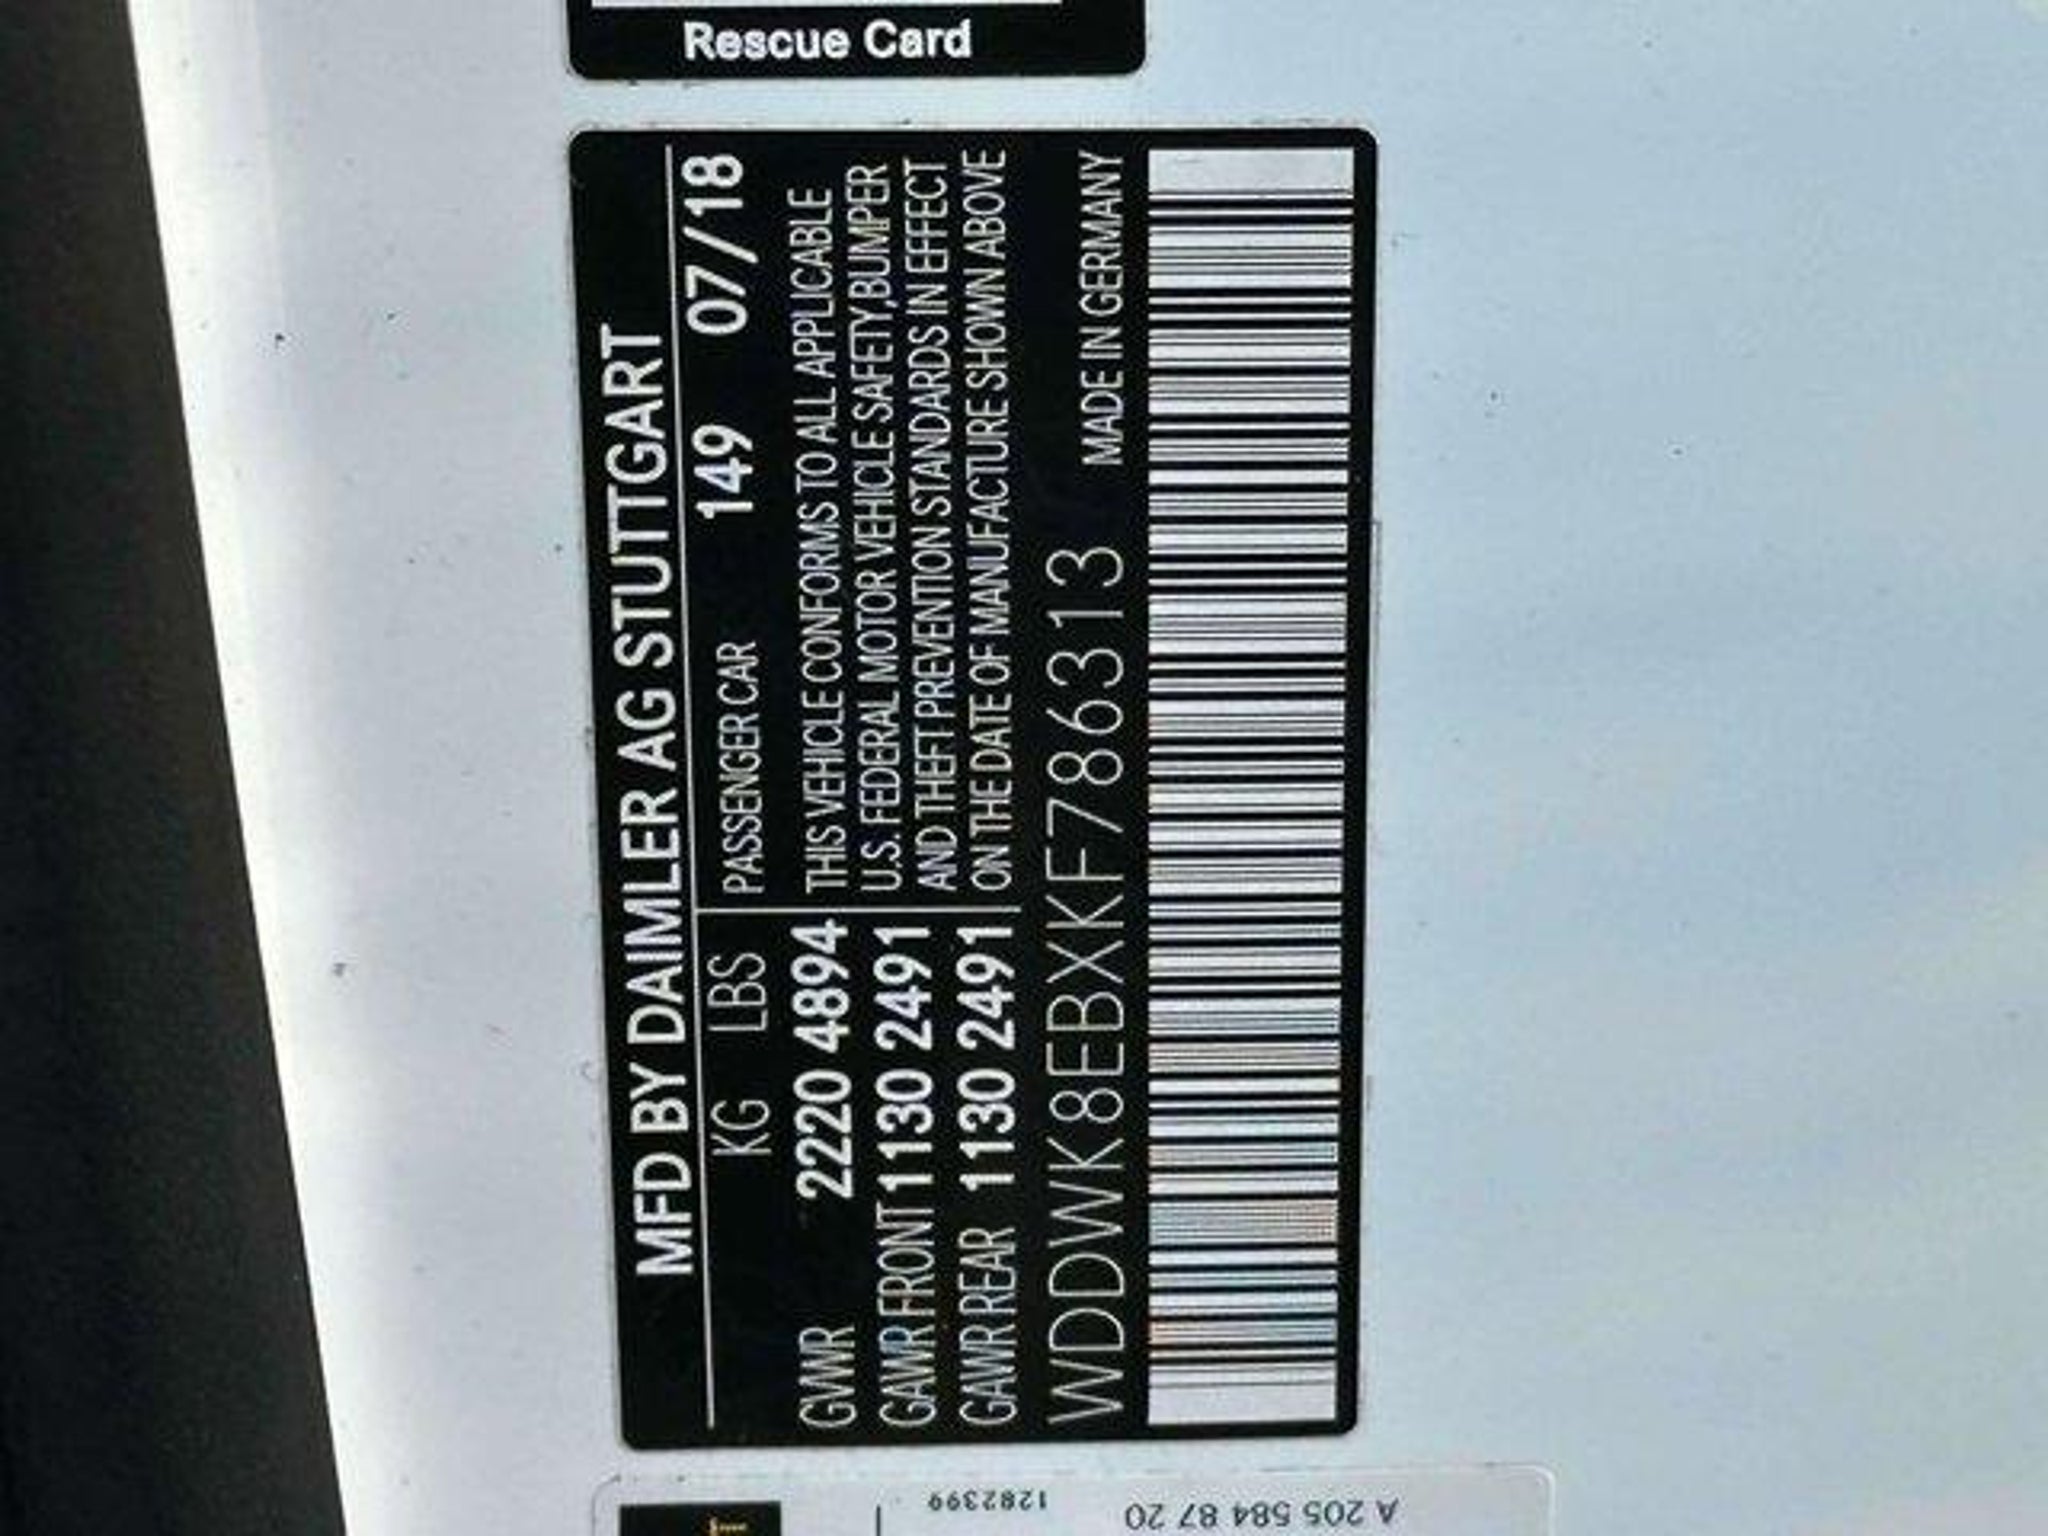 Rescue Card
MFD BY DAIMLER AG STUTTGART
KG LBS PASSENGER CAR 149 07/18
GVWR 2220 4894 THIS VEHICLE CONFORMS TO ALL APPLICABLE
GAWR FRONT 1130 2491 U.S. FEDERAL MOTOR VEHICLE SAFETY,BUMPER
AND THEFT PREVENTION STANDARDS IN EFFECT
GAWR REAR 1130 2491 ON THE DATE OF MANUFACTURE SHOWN ABOVE
WDDWK8EBXKF786313 MADE IN GERMANY
A 205 584 87 20
1282399